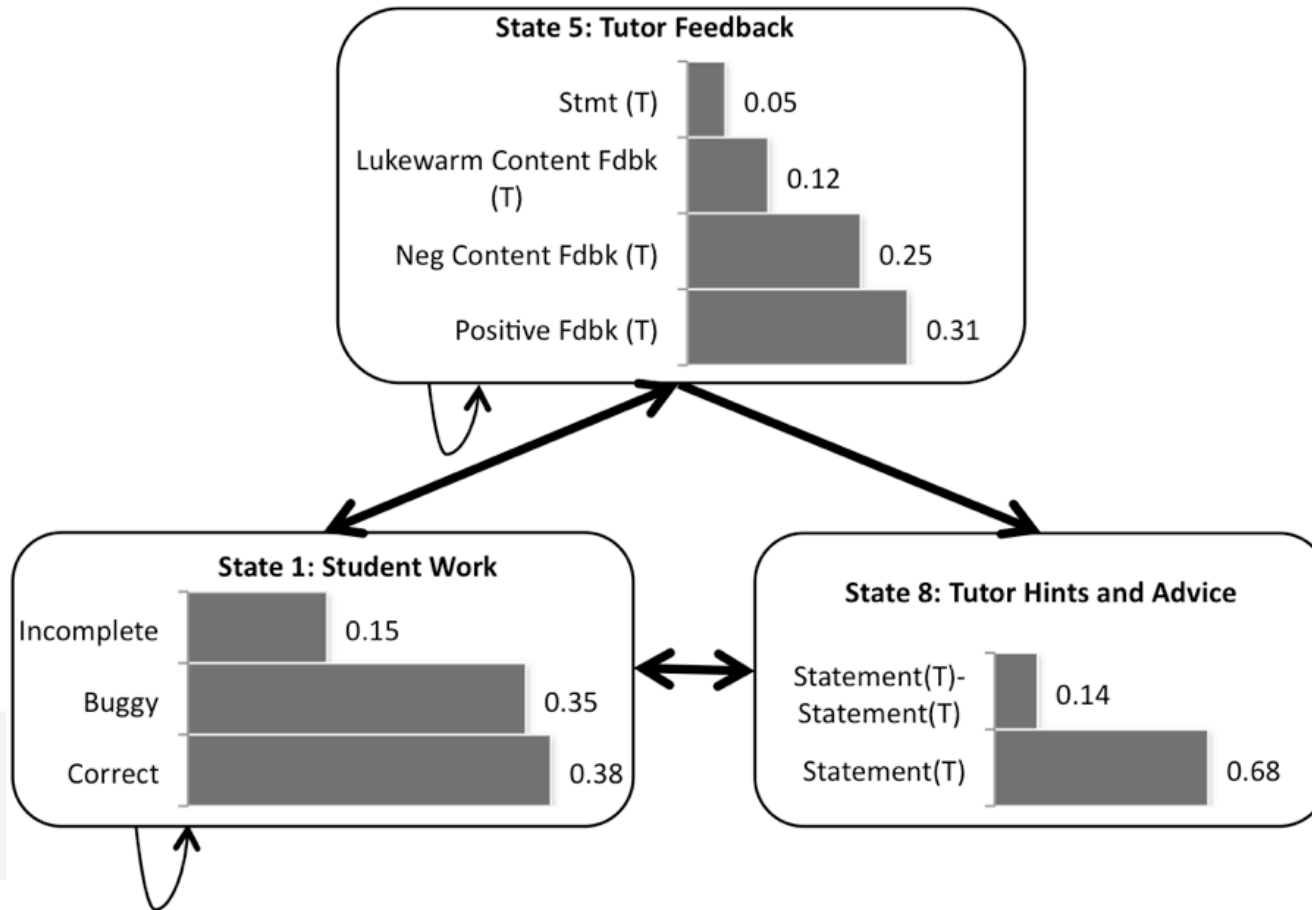 State 5: Tutor Feedback
Stmt (T) 0.05
Lukewarm Content Fdbk
(T) 0.12
Neg Content Fdbk (T) 0.25
Positive Fdbk (T) 0.31
State 1: Student Work
Incomplete 0.15
Buggy 0.35
Correct 0.38
State 8: Tutor Hints and Advice
Statement(T)-
Statement(T) 0.14
Statement(T) 0.68